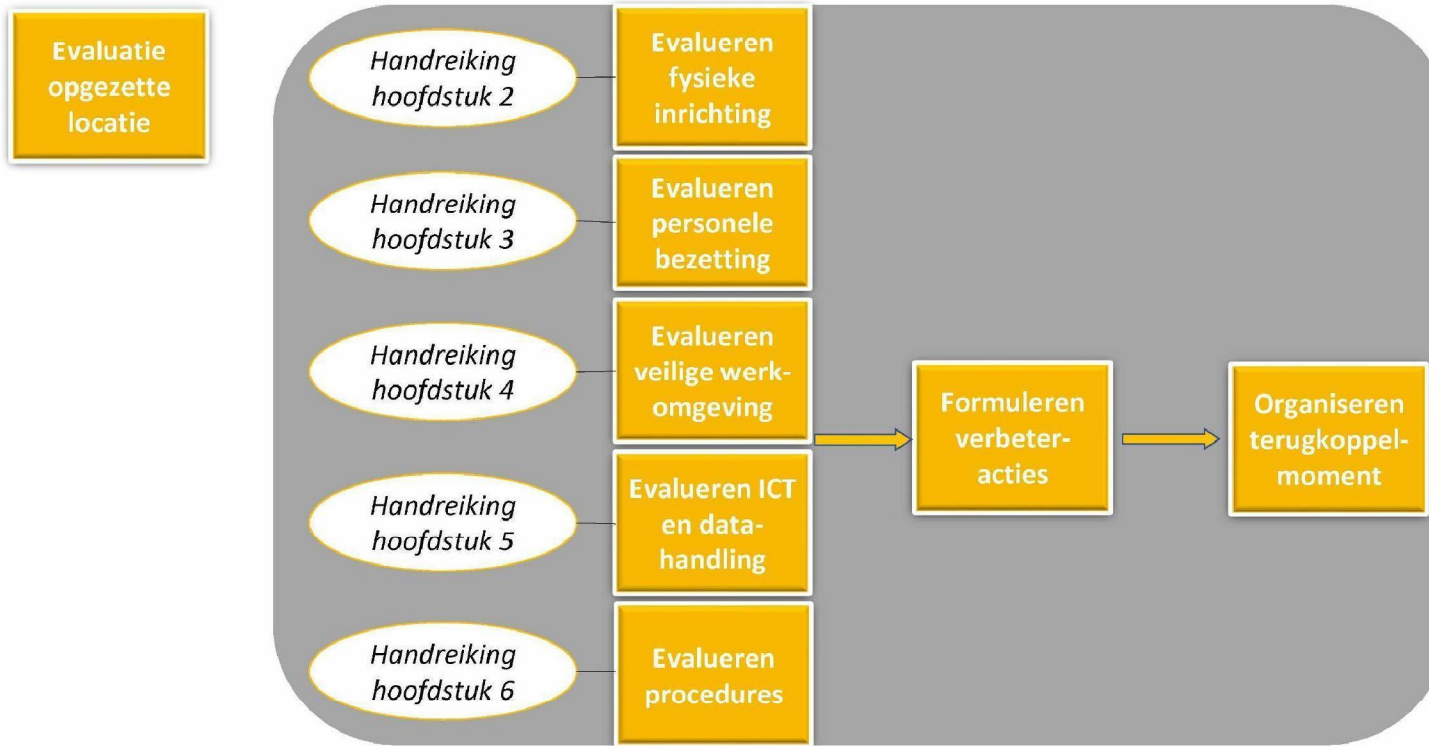 Evaluatie
opgezette
locatie
Handreiking
hoofdstuk 2
Evalueren
fysieke
inrichting
Handreiking
hoofdstuk 3
Evalueren
personele
bezetting
Handreiking
hoofdstuk 4
Evalueren
veilige werk-
omgeving
Handreiking
hoofdstuk 5
Evalueren ICT
en data-
handling
Handreiking
hoofdstuk 6
Evalueren
procedures
Formuleren
verbeter-
acties
Organiseren
terugkoppel-
moment